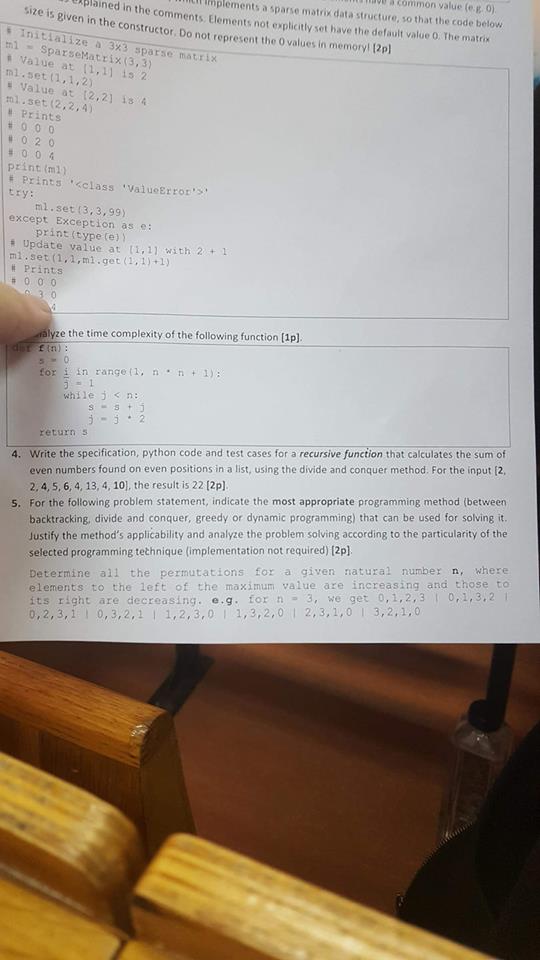 implements a sparse matrix data structure, so that the code below
explained in the comments. Elements not explicitly set have the default value 0. The matrix
have a common value (e.g. 0).
size is given in the constructor. Do not represent the 0 values in memory! [2p]
# Initialize a 3x3 sparse matrix
m1 = SparseMatrix(3,3)
# Value at [1,1] is 2
m1.set(1,1,2)
# Value at [2,2] is 4
m1.set(2,2,4)
# Prints
# 0 0 0
# 0 2 0
# 0 0 4
print(m1)
# Prints '<class 'ValueError'>'
try:
m1.set(3,3,99)
except Exception as e:
print(type(e))
# Update value at [1,1] with 2 + 1
m1.set(1,1,m1.get(1,1)+1)
# Prints
# 0 0 0
3 0
4
the time complexity of the following function [1p].
def f(n):
s = 0
for i in range(1, n * n + 1):
j = 1
while j < n:
s = s + j
j = j * 2
return s
4. Write the specification, python code and test cases for a recursive function that calculates the sum of
even numbers found on even positions in a list, using the divide and conquer method. For the input [2,
2, 4, 5, 6, 4, 13, 4, 10], the result is 22 [2p].
5. For the following problem statement, indicate the most appropriate programming method (between
backtracking, divide and conquer, greedy or dynamic programming) that can be used for solving it.
Justify the method's applicability and analyze the problem solving according to the particularity of the
selected programming technique (implementation not required) [2p].
Determine all the permutations for a given natural number n, where
elements to the left of the maximum value are increasing and those to
its right are decreasing. e.g. for n = 3, we get 0,1,2,3 | 0,1,3,2 |
0,2,3,1 | 0,3,2,1 | 1,2,3,0 | 1,3,2,0 | 2,3,1,0 | 3,2,1,0